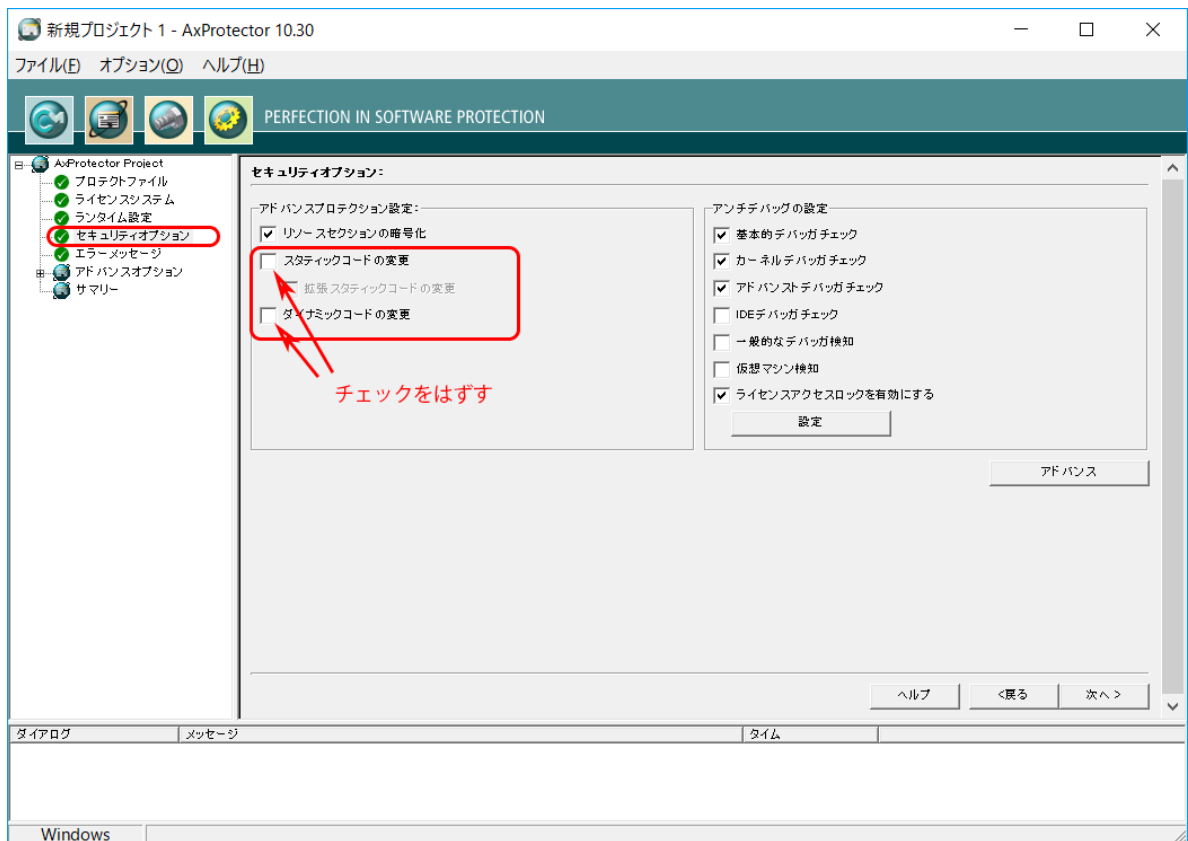 新規プロジェクト 1 - AxProtector 10.30
ファイル(F) オプション(O) ヘルプ(H)
PERFECTION IN SOFTWARE PROTECTION
AxProtector Project
プロテクトファイル
ライセンスシステム
ランタイム設定
セキュリティオプション
エラーメッセージ
アドバンスオプション
サマリー
セキュリティオプション:
アドバンスプロテクション設定:
リソースセクションの暗号化
スタティックコードの変更
拡張スタティックコードの変更
ダイナミックコードの変更
チェックをはずす
アンチデバッグの設定
基本的デバッガチェック
カーネルデバッガチェック
アドバンストデバッガチェック
IDEデバッガチェック
一般的なデバッガ検知
仮想マシン検知
ライセンスアクセスロックを有効にする
設定
アドバンス
ヘルプ <戻る 次へ>
ダイアログ メッセージ タイム
Windows